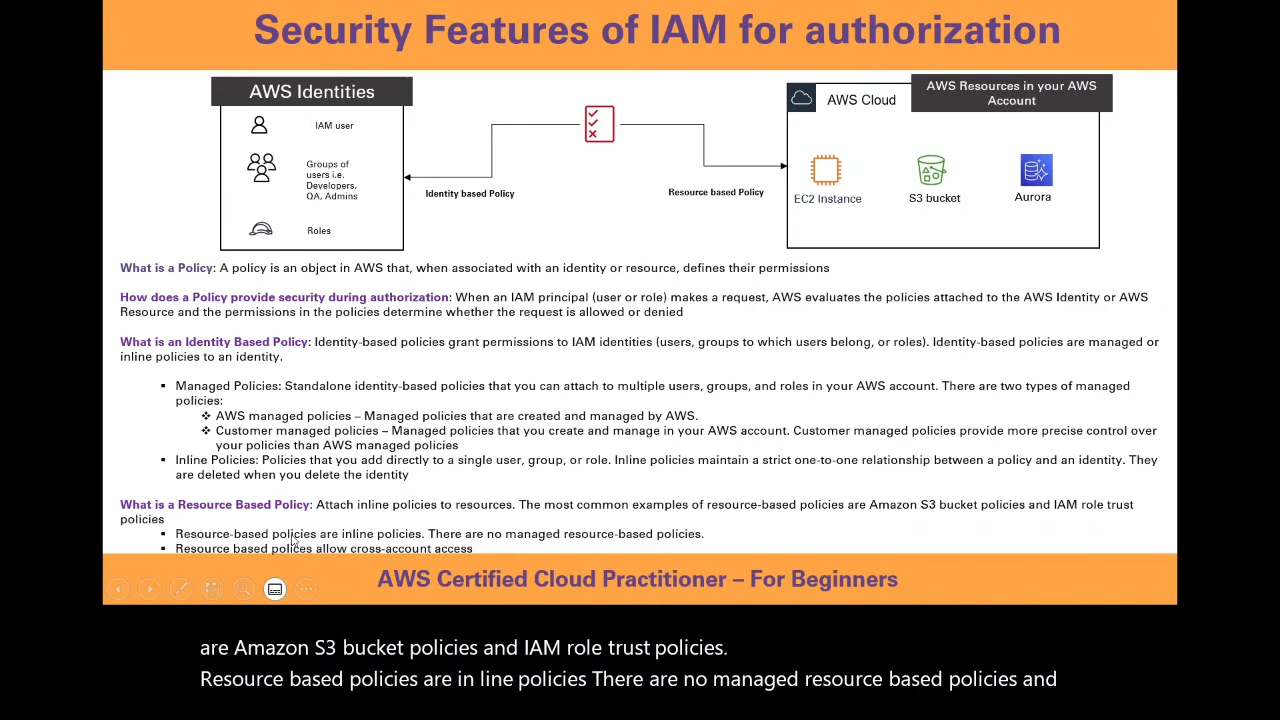 Security Features of IAM for authorization
AWS Identities
IAM user
Groups of
users i.e.
Developers,
QA, Admins
Roles
Identity based Policy
Resource based Policy
AWS Cloud
AWS Resources in your AWS
Account
EC2 Instance
S3 bucket
Aurora
What is a Policy: A policy is an object in AWS that, when associated with an identity or resource, defines their permissions
How does a Policy provide security during authorization: When an IAM principal (user or role) makes a request, AWS evaluates the policies attached to the AWS Identity or AWS
Resource and the permissions in the policies determine whether the request is allowed or denied
What is an Identity Based Policy: Identity-based policies grant permissions to IAM identities (users, groups to which users belong, or roles). Identity-based policies are managed or
inline policies to an identity.
▪ Managed Policies: Standalone identity-based policies that you can attach to multiple users, groups, and roles in your AWS account. There are two types of managed
policies:
❖ AWS managed policies – Managed policies that are created and managed by AWS.
❖ Customer managed policies – Managed policies that you create and manage in your AWS account. Customer managed policies provide more precise control over
your policies than AWS managed policies
▪ Inline Policies: Policies that you add directly to a single user, group, or role. Inline policies maintain a strict one-to-one relationship between a policy and an identity. They
are deleted when you delete the identity
What is a Resource Based Policy: Attach inline policies to resources. The most common examples of resource-based policies are Amazon S3 bucket policies and IAM role trust
policies
▪ Resource-based policies are inline policies. There are no managed resource-based policies.
▪ Resource based polices allow cross-account access
AWS Certified Cloud Practitioner – For Beginners
are Amazon S3 bucket policies and IAM role trust policies.
Resource based policies are in line policies There are no managed resource based policies and